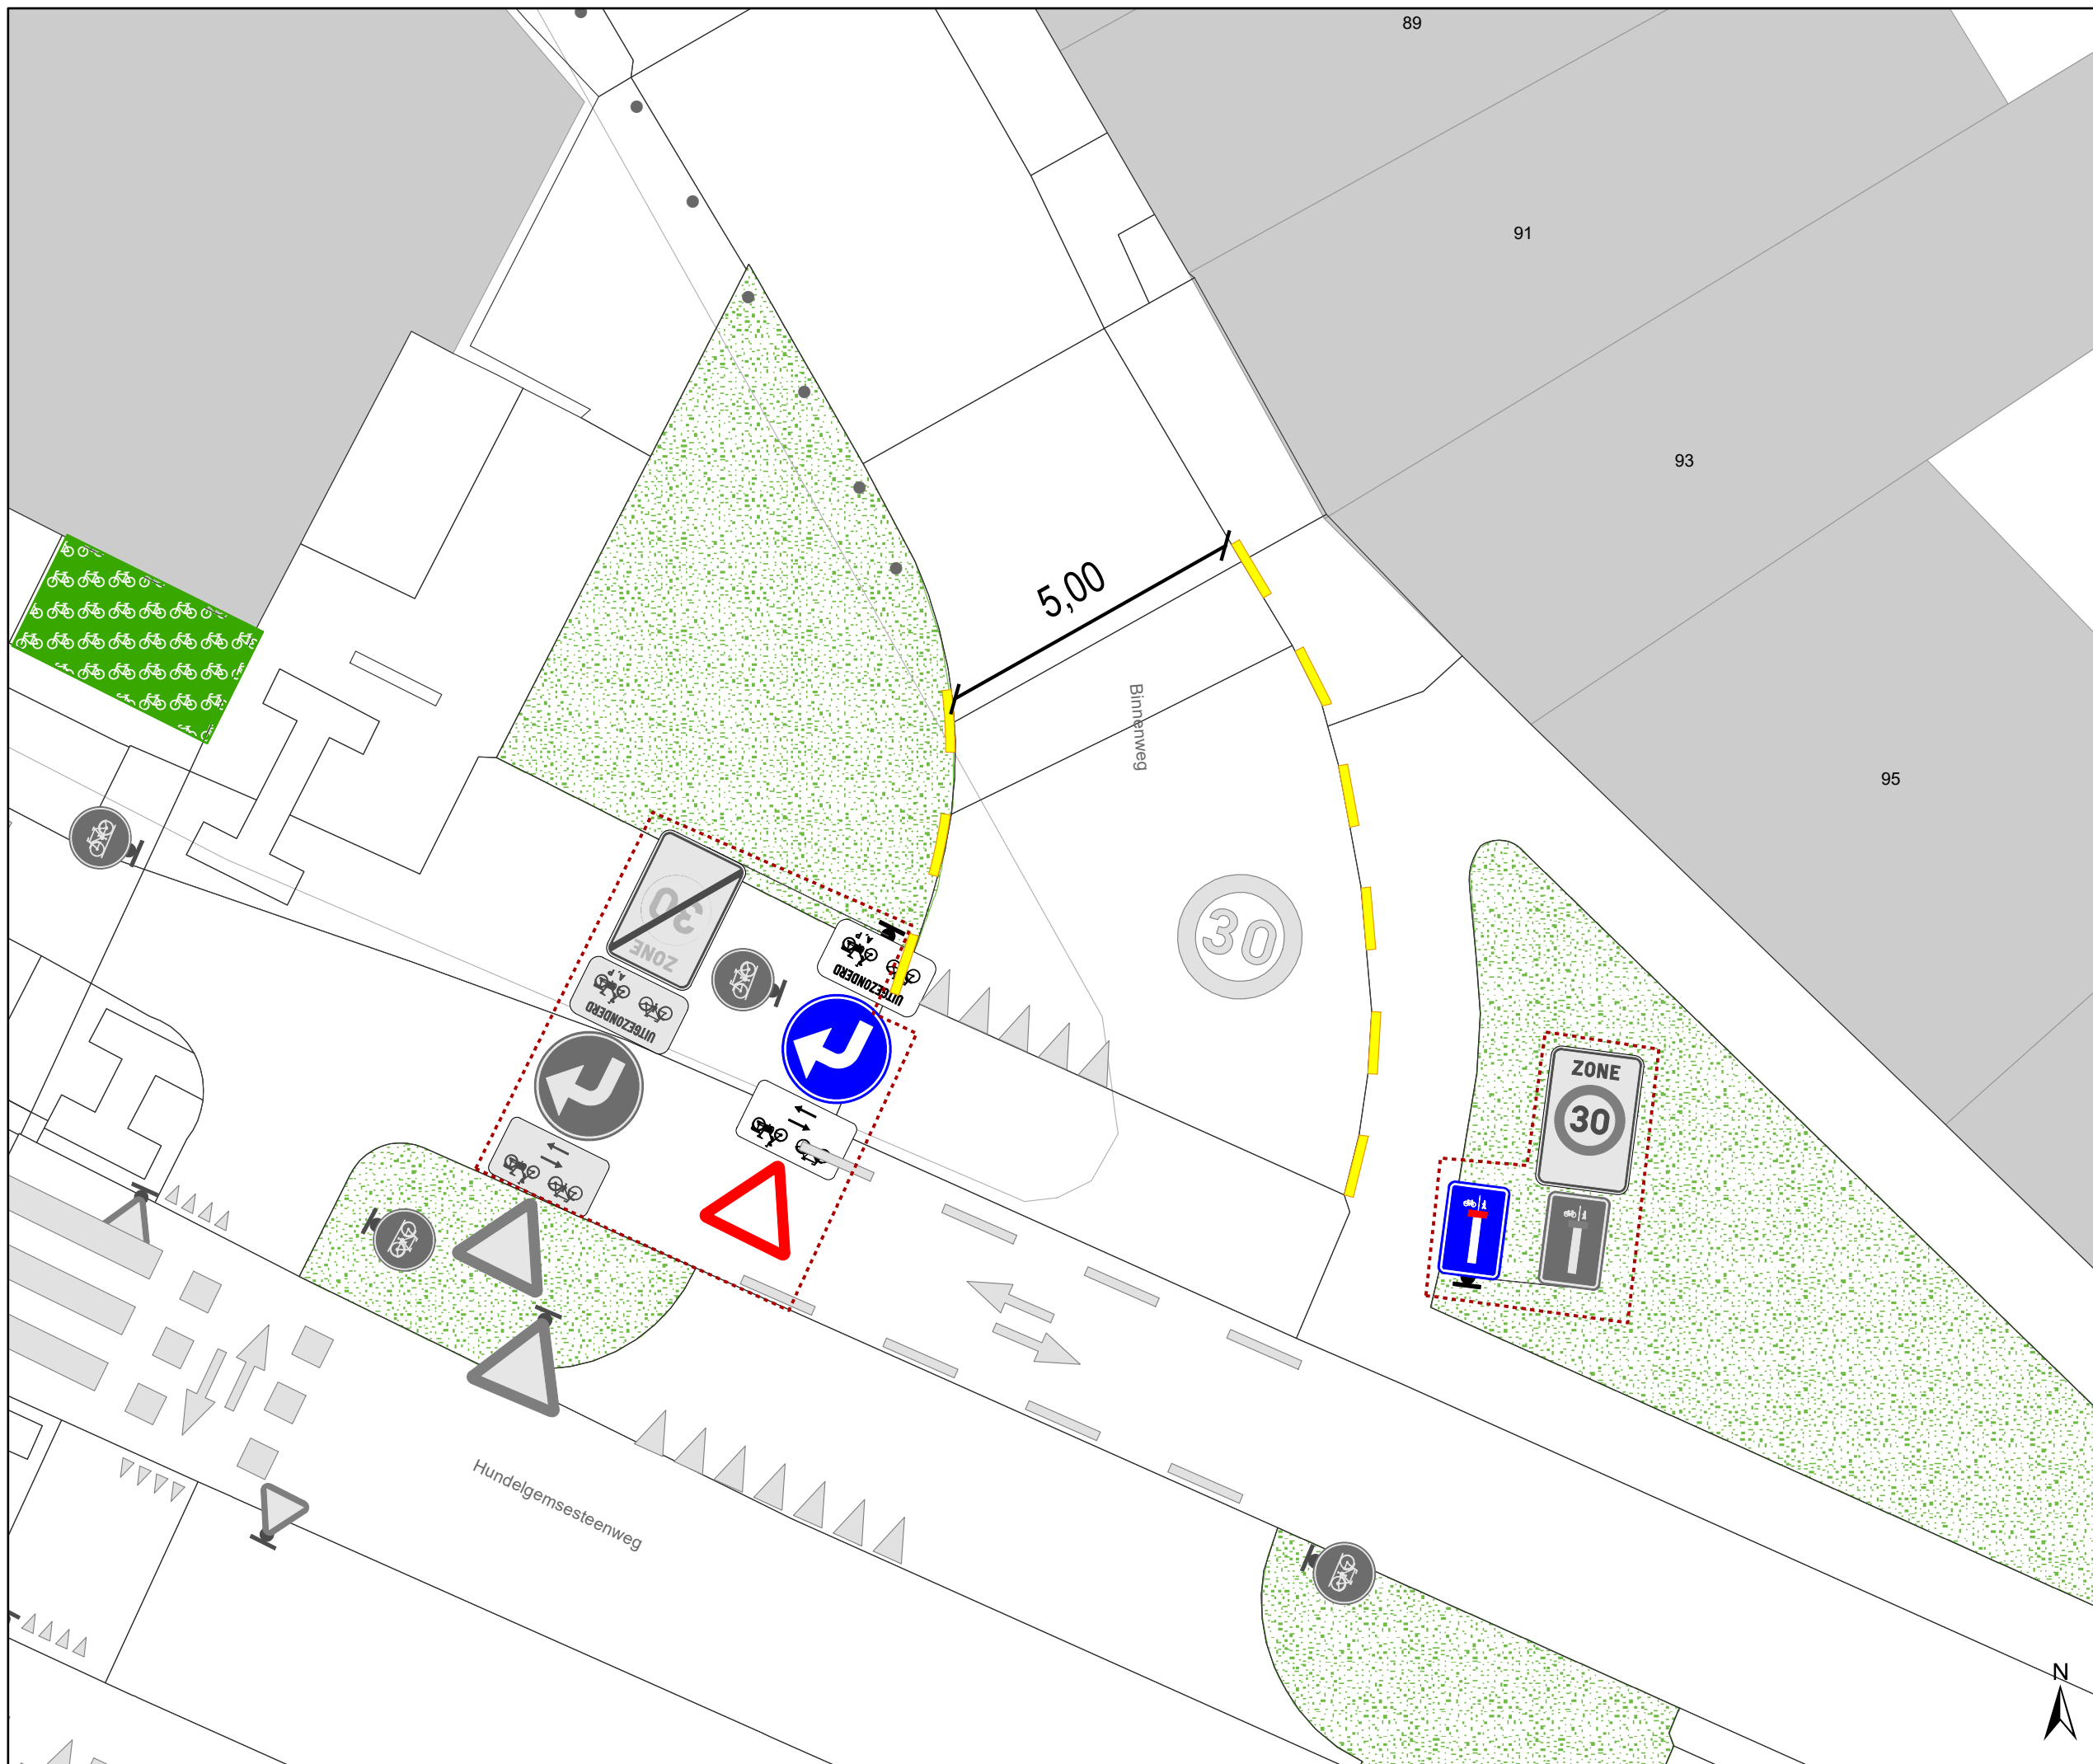 89
91
93
95
5,00
Binnenweg
30
ZONE
30
UITGEZONDERD
A, P
UITGEZONDERD
A, P
ZONE
30
Hundelgemsesteenweg
N